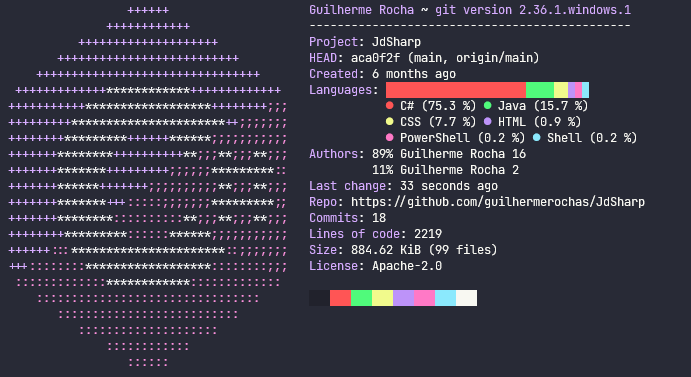 Guilherme Rocha ~ git version 2.36.1.windows.1
----------------------------------------------
Project: JdSharp
HEAD: aca0f2f (main, origin/main)
Created: 6 months ago
Languages:
● C# (75.3 %) ● Java (15.7 %)
● CSS (7.7 %) ● HTML (0.9 %)
● PowerShell (0.2 %) ● Shell (0.2 %)
Authors: 89% Guilherme Rocha 16
11% Guilherme Rocha 2
Last change: 33 seconds ago
Repo: https://github.com/guilhermerochas/JdSharp
Commits: 18
Lines of code: 2219
Size: 884.62 KiB (99 files)
License: Apache-2.0